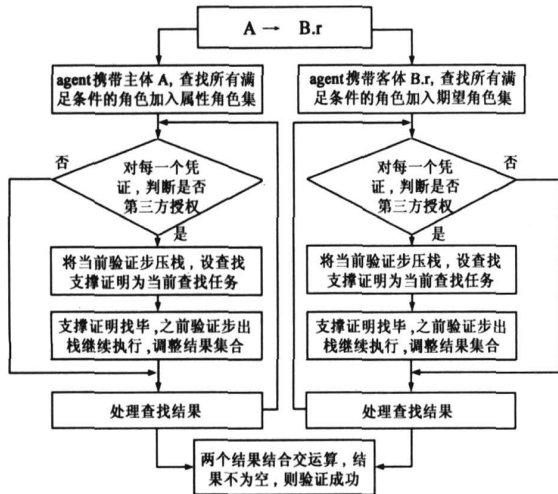 A → B.r
agent携带主体 A, 查找所有满
足条件的角色加入属性角色集
agent携带客体 B.r, 查找所有满
足条件的角色加入期望角色集
否
对每一个凭
证，判断是否
第三方授权
是
将当前验证步压栈，设查找
支撑证明为当前查找任务
支撑证明找毕,之前验证步出
栈继续执行,调整结果集合
处理查找结果
否
对每一个凭
证，判断是否
第三方授权
是
将当前验证步压栈，设查找
支撑证明为当前查找任务
支撑证明找毕,之前验证步出
栈继续执行,调整结果集合
处理查找结果
两个结果结合交运算，结
果不为空，则验证成功